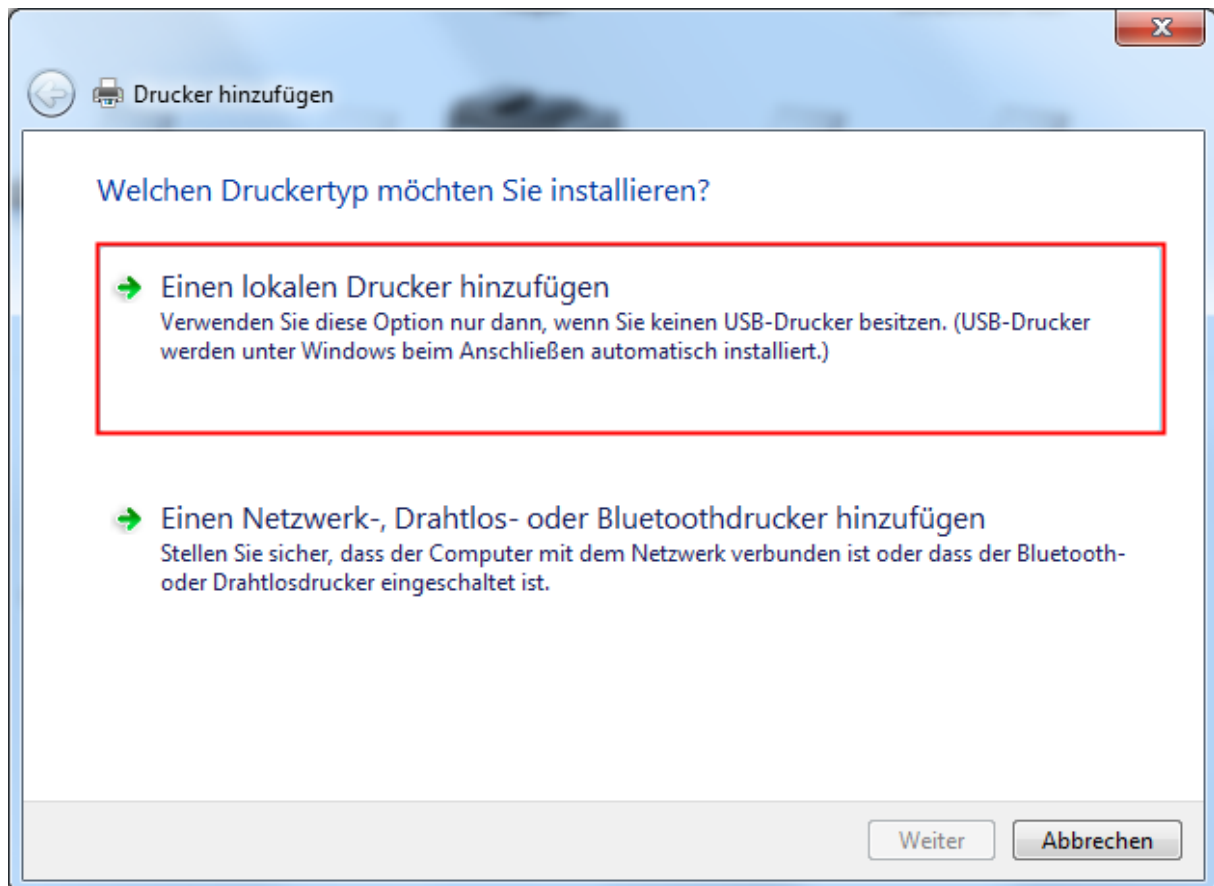 Drucker hinzufügen
Welchen Druckertyp möchten Sie installieren?
Einen lokalen Drucker hinzufügen
Verwenden Sie diese Option nur dann, wenn Sie keinen USB-Drucker besitzen. (USB-Drucker
werden unter Windows beim Anschließen automatisch installiert.)
Einen Netzwerk-, Drahtlos- oder Bluetoothdrucker hinzufügen
Stellen Sie sicher, dass der Computer mit dem Netzwerk verbunden ist oder dass der Bluetooth-
oder Drahtlosdrucker eingeschaltet ist.
Weiter
Abbrechen